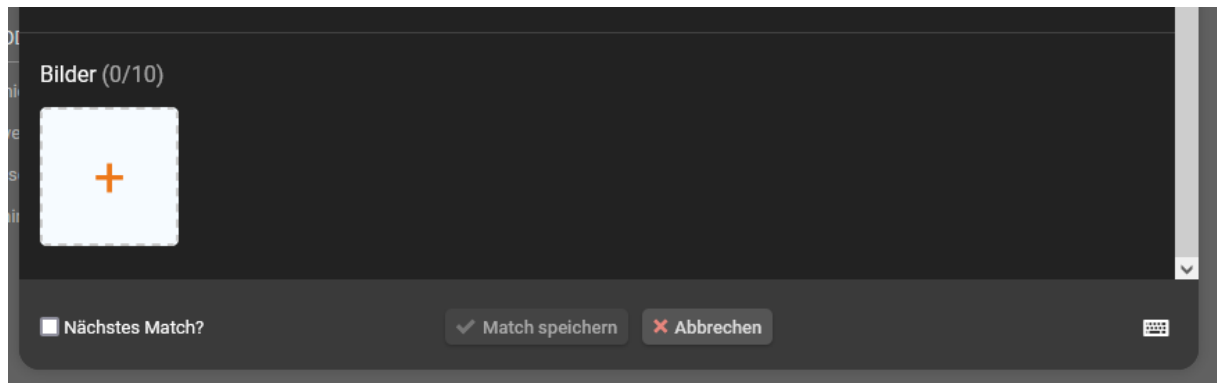 Bilder (0/10)
Nächstes Match?
Match speichern
Abbrechen